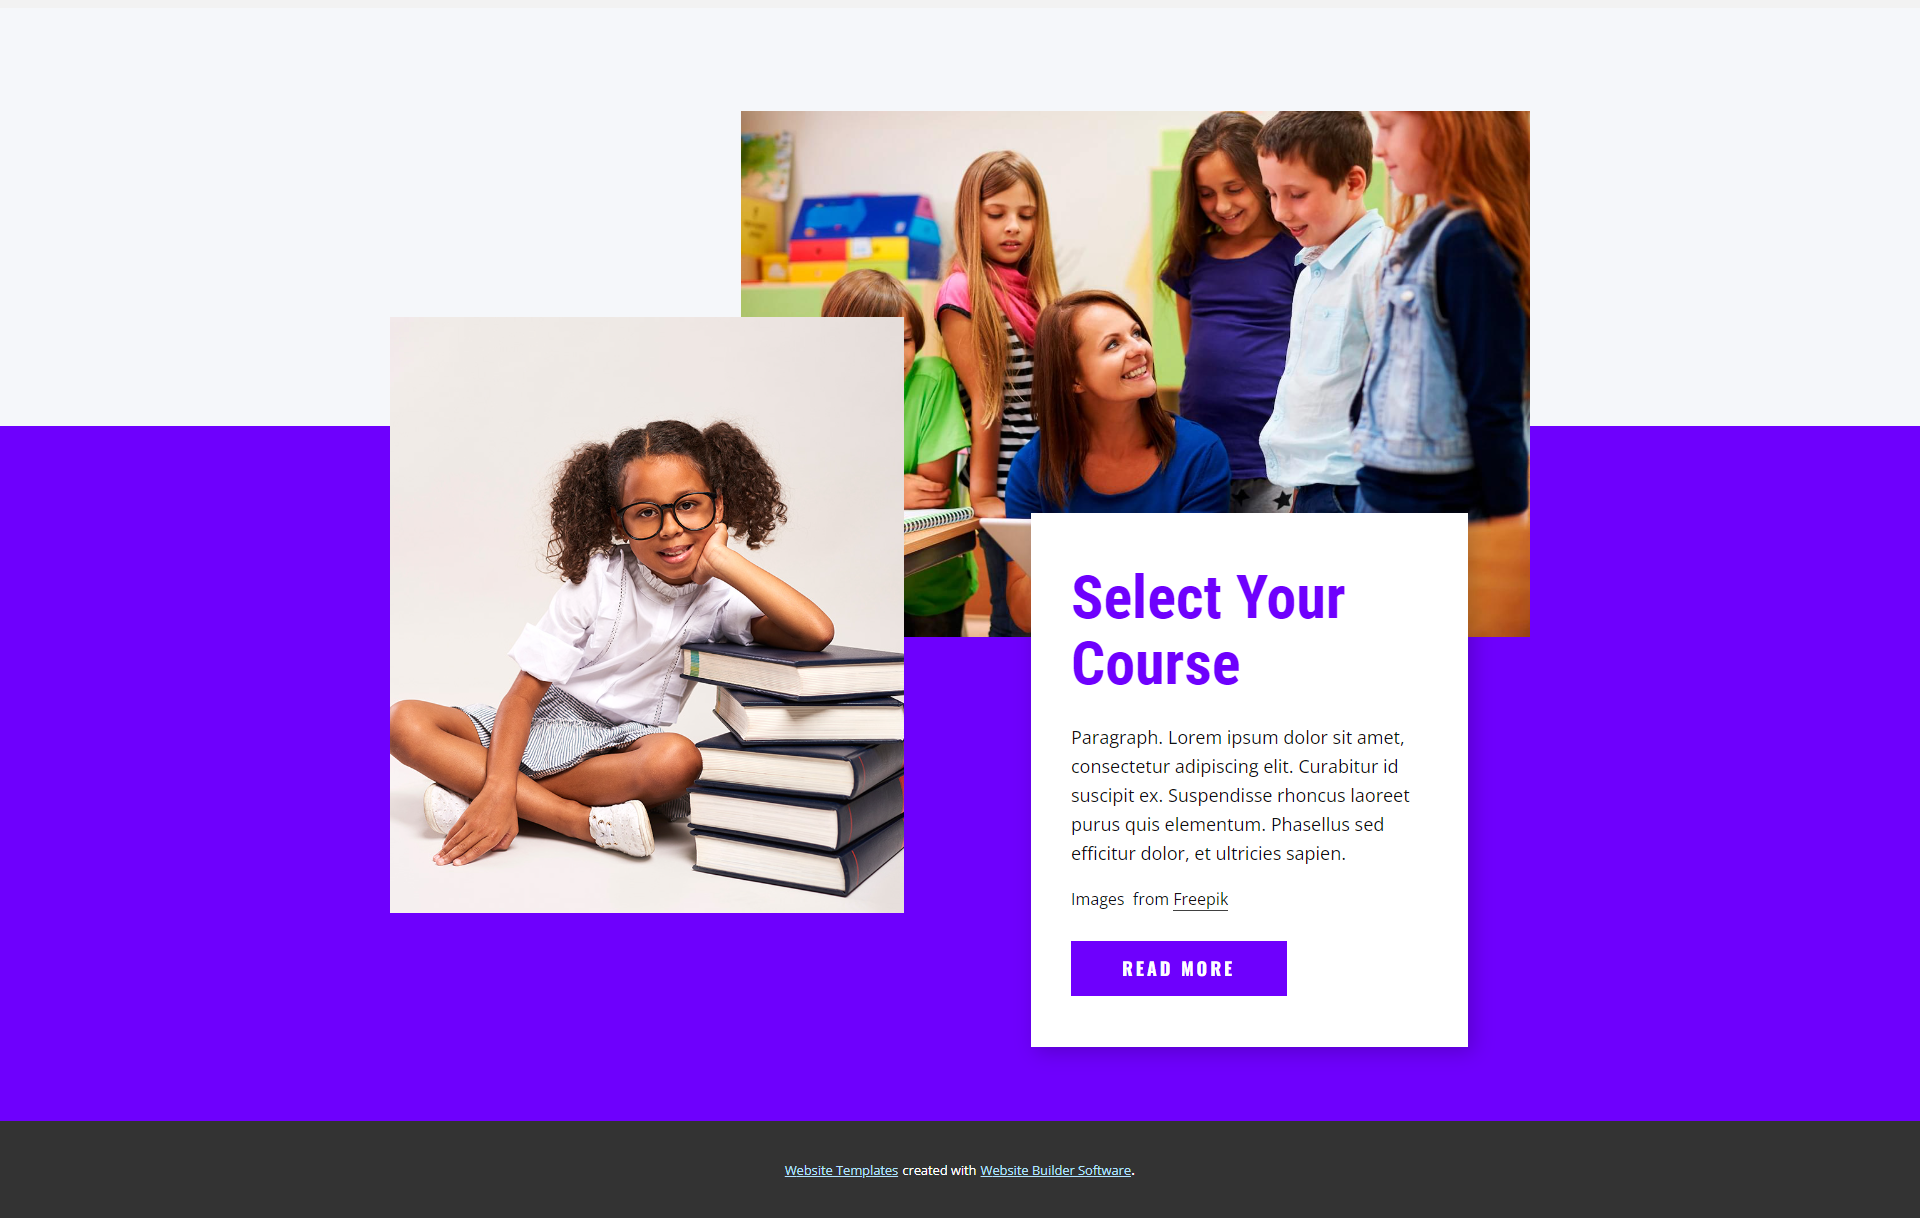 Select Your
Course
Paragraph. Lorem ipsum dolor sit amet,
consectetur adipiscing elit. Curabitur id
suscipit ex. Suspendisse rhoncus laoreet
purus quis elementum. Phasellus sed
efficitur dolor, et ultricies sapien.
Images from Freepik
READ MORE
Website Templates created with Website Builder Software.